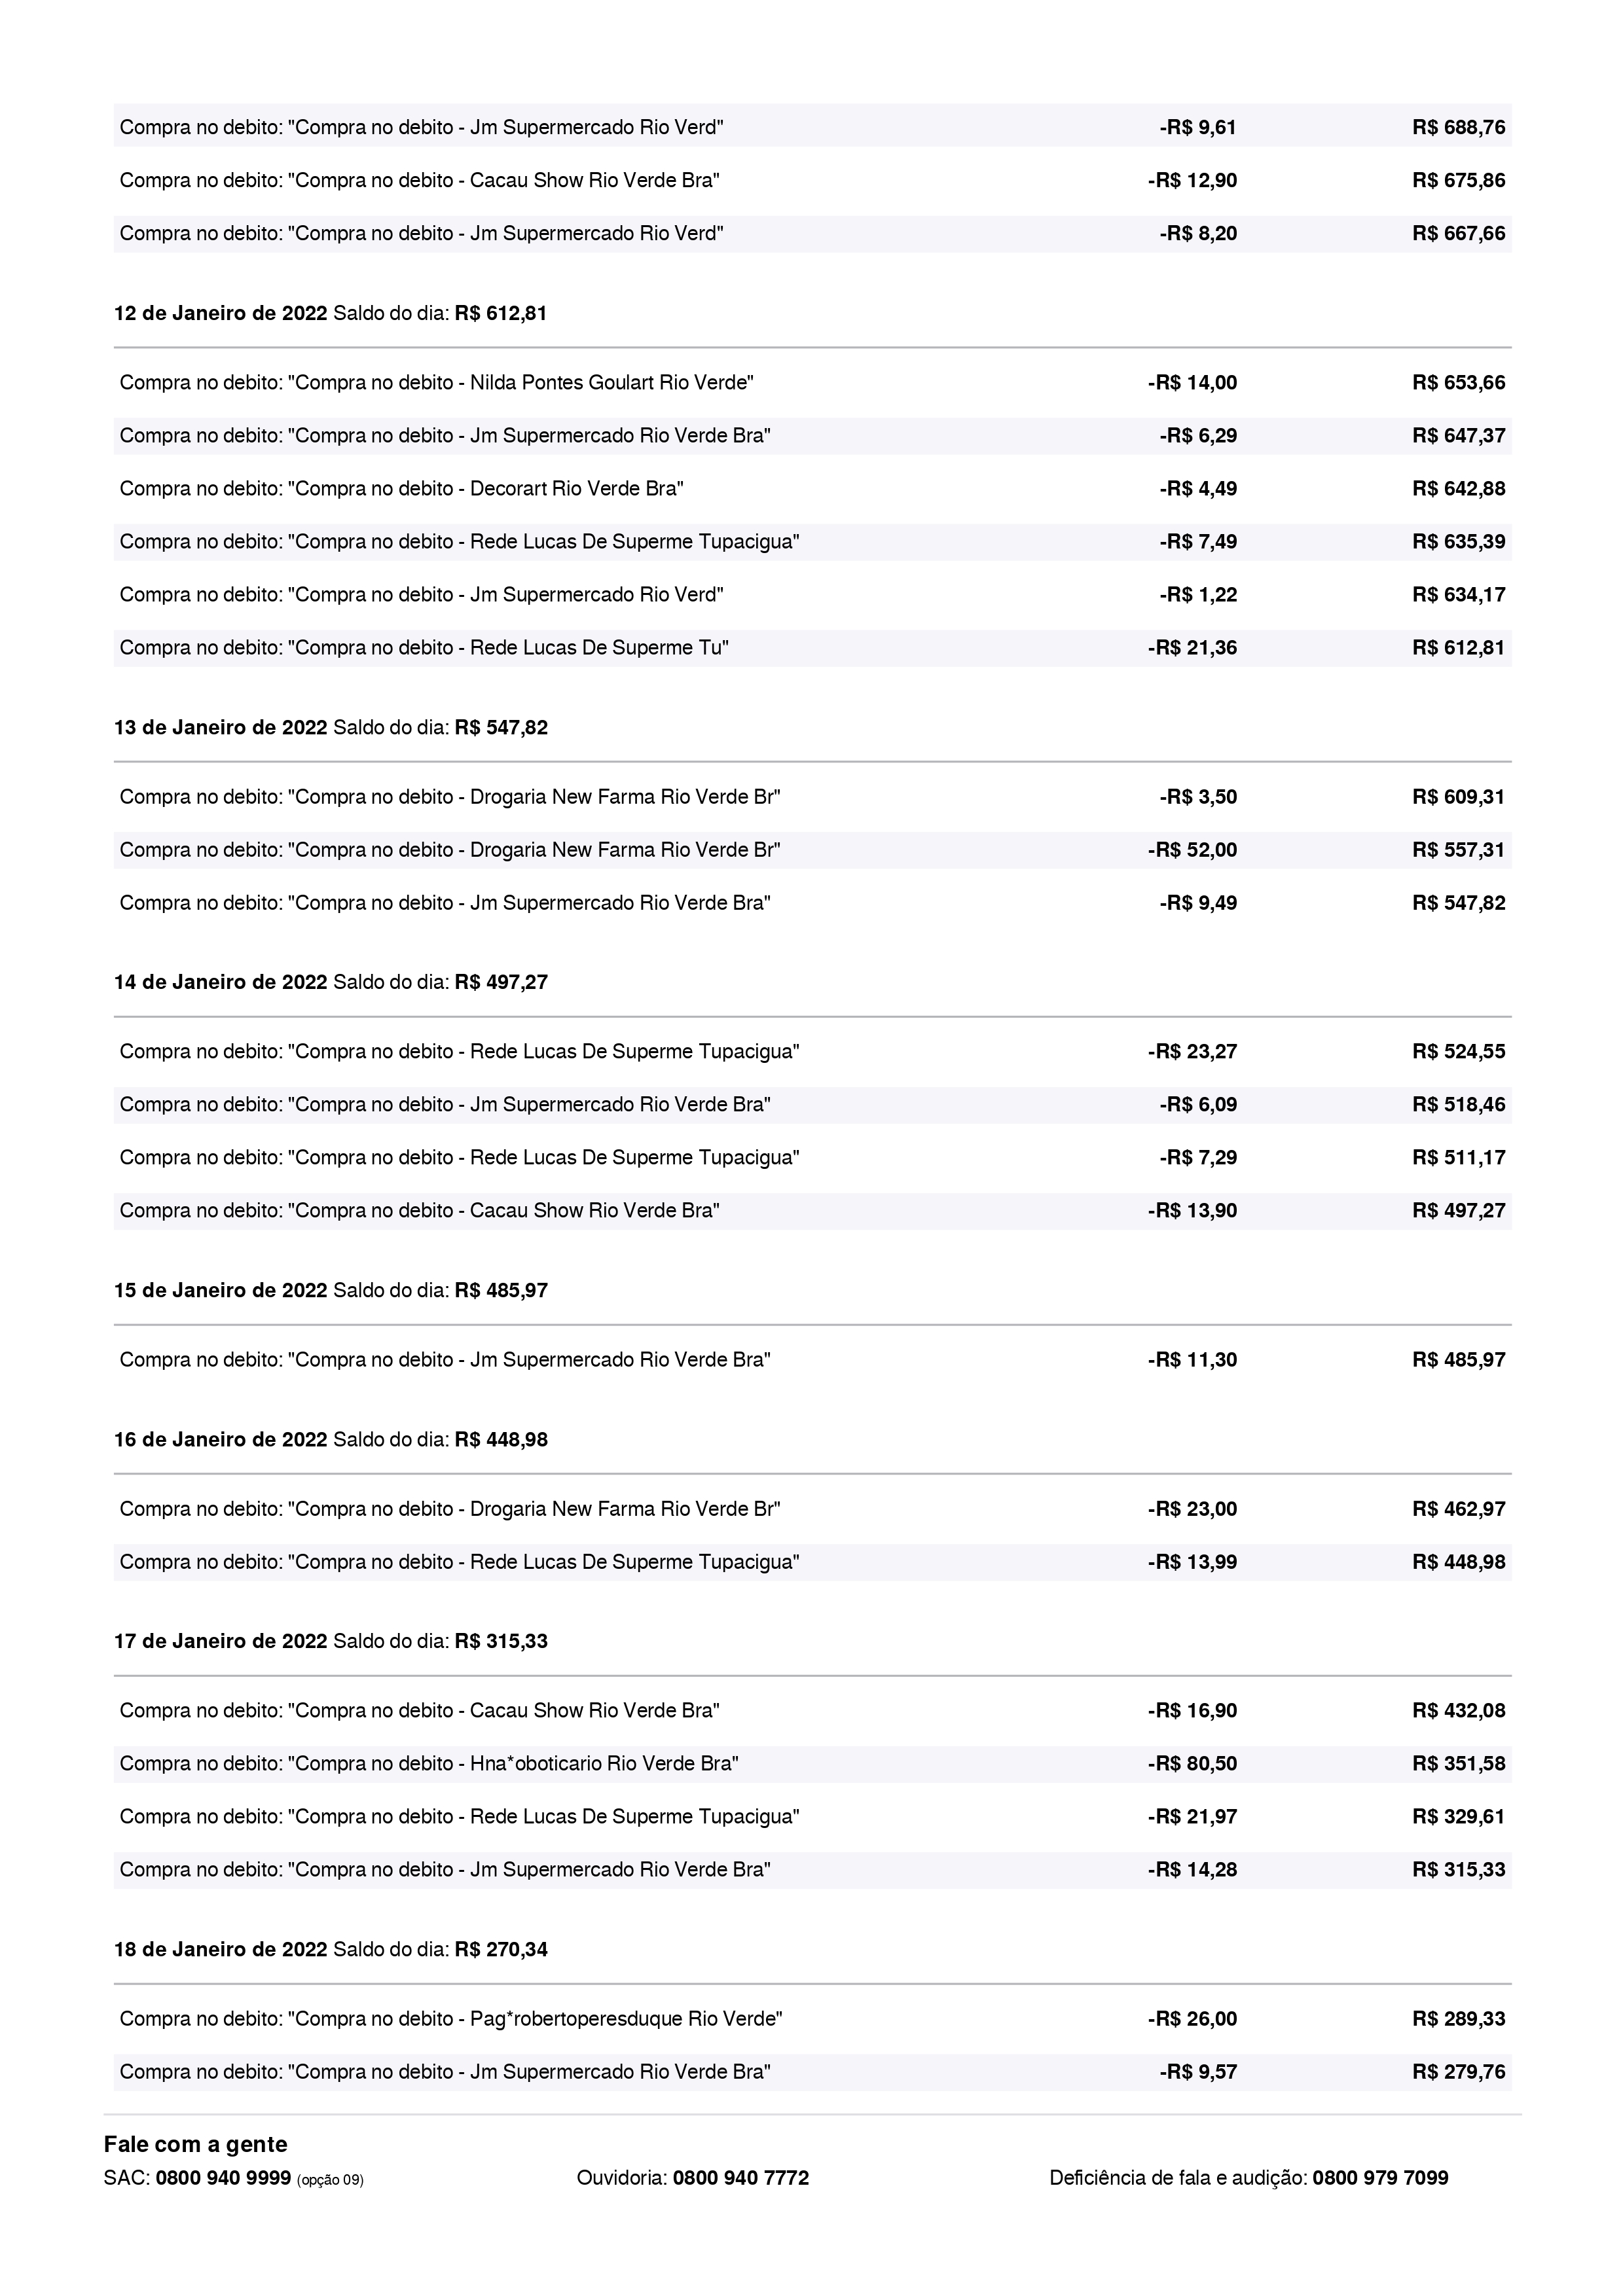 Compra no debito: "Compra no debito - Jm Supermercado Rio Verd" -R$ 9,61 R$ 688,76
Compra no debito: "Compra no debito - Cacau Show Rio Verde Bra" -R$ 12,90 R$ 675,86
Compra no debito: "Compra no debito - Jm Supermercado Rio Verd" -R$ 8,20 R$ 667,66
12 de Janeiro de 2022 Saldo do dia: R$ 612,81
Compra no debito: "Compra no debito - Nilda Pontes Goulart Rio Verde" -R$ 14,00 R$ 653,66
Compra no debito: "Compra no debito - Jm Supermercado Rio Verde Bra" -R$ 6,29 R$ 647,37
Compra no debito: "Compra no debito - Decorart Rio Verde Bra" -R$ 4,49 R$ 642,88
Compra no debito: "Compra no debito - Rede Lucas De Superme Tupacigua" -R$ 7,49 R$ 635,39
Compra no debito: "Compra no debito - Jm Supermercado Rio Verd" -R$ 1,22 R$ 634,17
Compra no debito: "Compra no debito - Rede Lucas De Superme Tu" -R$ 21,36 R$ 612,81
13 de Janeiro de 2022 Saldo do dia: R$ 547,82
Compra no debito: "Compra no debito - Drogaria New Farma Rio Verde Br" -R$ 3,50 R$ 609,31
Compra no debito: "Compra no debito - Drogaria New Farma Rio Verde Br" -R$ 52,00 R$ 557,31
Compra no debito: "Compra no debito - Jm Supermercado Rio Verde Bra" -R$ 9,49 R$ 547,82
14 de Janeiro de 2022 Saldo do dia: R$ 497,27
Compra no debito: "Compra no debito - Rede Lucas De Superme Tupacigua" -R$ 23,27 R$ 524,55
Compra no debito: "Compra no debito - Jm Supermercado Rio Verde Bra" -R$ 6,09 R$ 518,46
Compra no debito: "Compra no debito - Rede Lucas De Superme Tupacigua" -R$ 7,29 R$ 511,17
Compra no debito: "Compra no debito - Cacau Show Rio Verde Bra" -R$ 13,90 R$ 497,27
15 de Janeiro de 2022 Saldo do dia: R$ 485,97
Compra no debito: "Compra no debito - Jm Supermercado Rio Verde Bra" -R$ 11,30 R$ 485,97
16 de Janeiro de 2022 Saldo do dia: R$ 448,98
Compra no debito: "Compra no debito - Drogaria New Farma Rio Verde Br" -R$ 23,00 R$ 462,97
Compra no debito: "Compra no debito - Rede Lucas De Superme Tupacigua" -R$ 13,99 R$ 448,98
17 de Janeiro de 2022 Saldo do dia: R$ 315,33
Compra no debito: "Compra no debito - Cacau Show Rio Verde Bra" -R$ 16,90 R$ 432,08
Compra no debito: "Compra no debito - Hna*oboticario Rio Verde Bra" -R$ 80,50 R$ 351,58
Compra no debito: "Compra no debito - Rede Lucas De Superme Tupacigua" -R$ 21,97 R$ 329,61
Compra no debito: "Compra no debito - Jm Supermercado Rio Verde Bra" -R$ 14,28 R$ 315,33
18 de Janeiro de 2022 Saldo do dia: R$ 270,34
Compra no debito: "Compra no debito - Pag*robertoperesduque Rio Verde" -R$ 26,00 R$ 289,33
Compra no debito: "Compra no debito - Jm Supermercado Rio Verde Bra" -R$ 9,57 R$ 279,76
Fale com a gente
SAC: 0800 940 9999 (opção 09) Ouvidoria: 0800 940 7772 Deficiência de fala e audição: 0800 979 7099